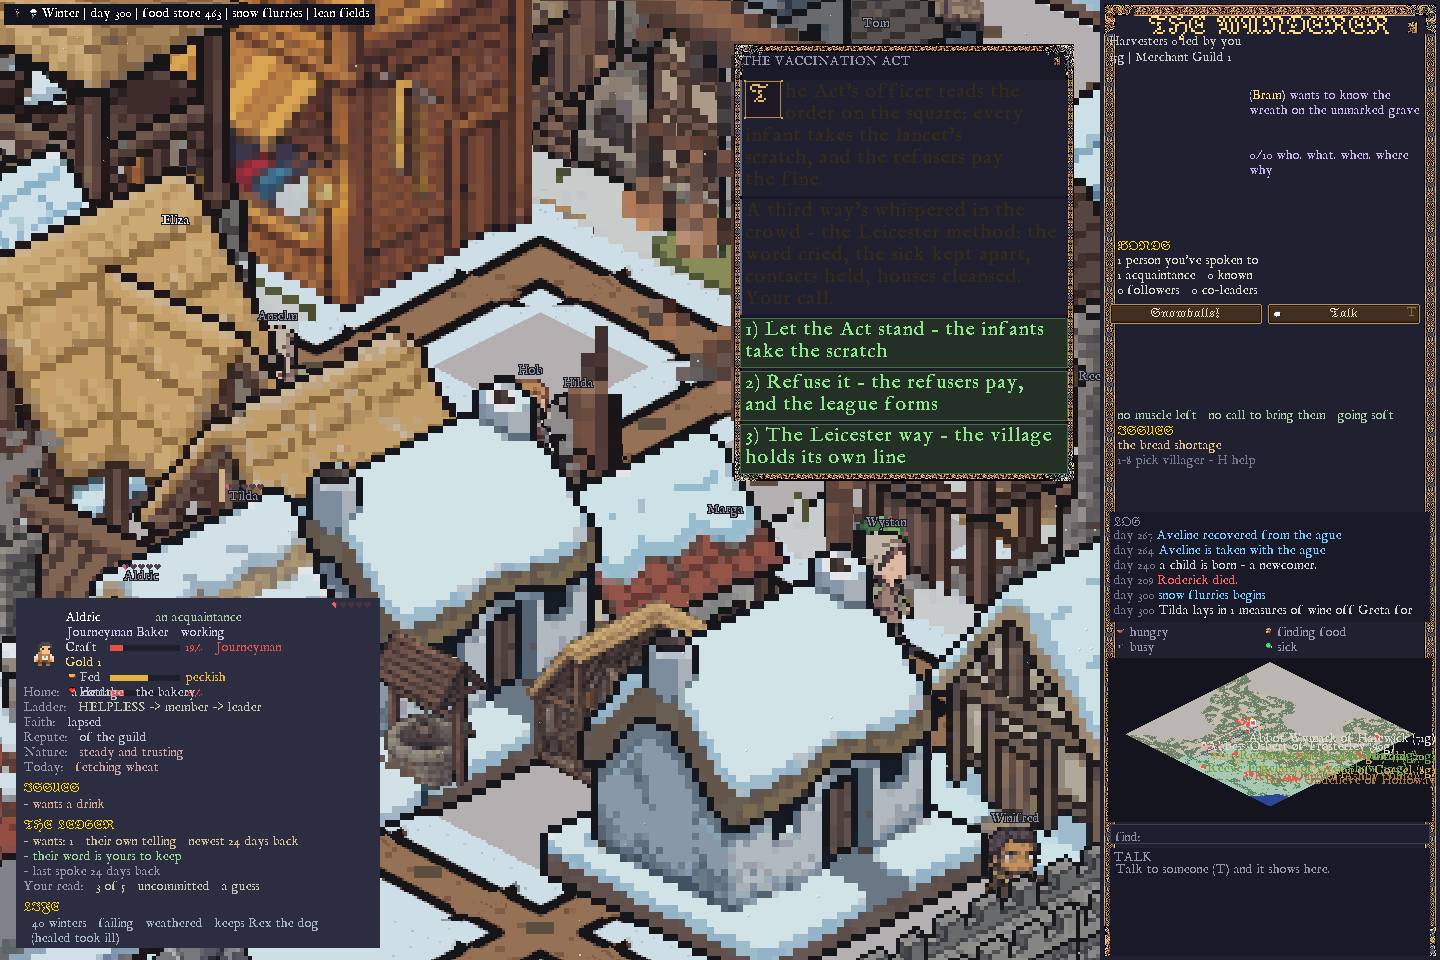 Winter | day 300 | food store 463 | snow flurries | lean fields
Tom
Eliza
Anselm
Hob
Hilda
Tilda
Marga
Wystan
Aldric
Winifred
THE VACCINATION ACT
The Act's officer reads the
order on the square: every
infant takes the lancet's
scratch, and the refusers pay
the fine.
A third way's whispered in the
crowd - the Leicester method: the
word cried, the sick kept apart,
contacts held, houses cleansed.
Your call.
1) Let the Act stand - the infants
take the scratch
2) Refuse it - the refusers pay,
and the league forms
3) The Leicester way - the village
holds its own line
Aldric an acquaintance
Journeyman Baker working
Craft 19% Journeyman
Gold 1
Fed peckish
Home: the bakery
Ladder: HELPLESS -> member -> leader
Faith: lapsed
Repute: of the guild
Nature: steady and trusting
Today: fetching wheat
ISSUES
- wants a drink
THE LEDGER
- wants: 1 their own telling newest 24 days back
- their word is yours to keep
- last spoke 24 days back
Your read: 3 of 5 uncommitted a guess
LIFE
40 winters failing weathered keeps Rex the dog
(healed took ill)
THE WANDERER
Harvesters 0 led by you
| Merchant Guild 1
(Bram) wants to know the
wreath on the unmarked grave
0/10 who, what, when, where
why
BONDS
1 person you've spoken to
1 acquaintance 0 known
0 followers 0 co-leaders
Snowballs!
Talk T
no muscle left no call to bring them going soft
ISSUES
the bread shortage
1-8 pick villager - H help
LOG
day 267 Aveline recovered from the ague
day 264 Aveline is taken with the ague
day 240 a child is born - a newcomer.
day 209 Roderick died.
day 300 snow flurries begins
day 300 Tilda lays in 1 measures of wine off Greta for
hungry finding food
busy sick
find:
TALK
Talk to someone (T) and it shows here.